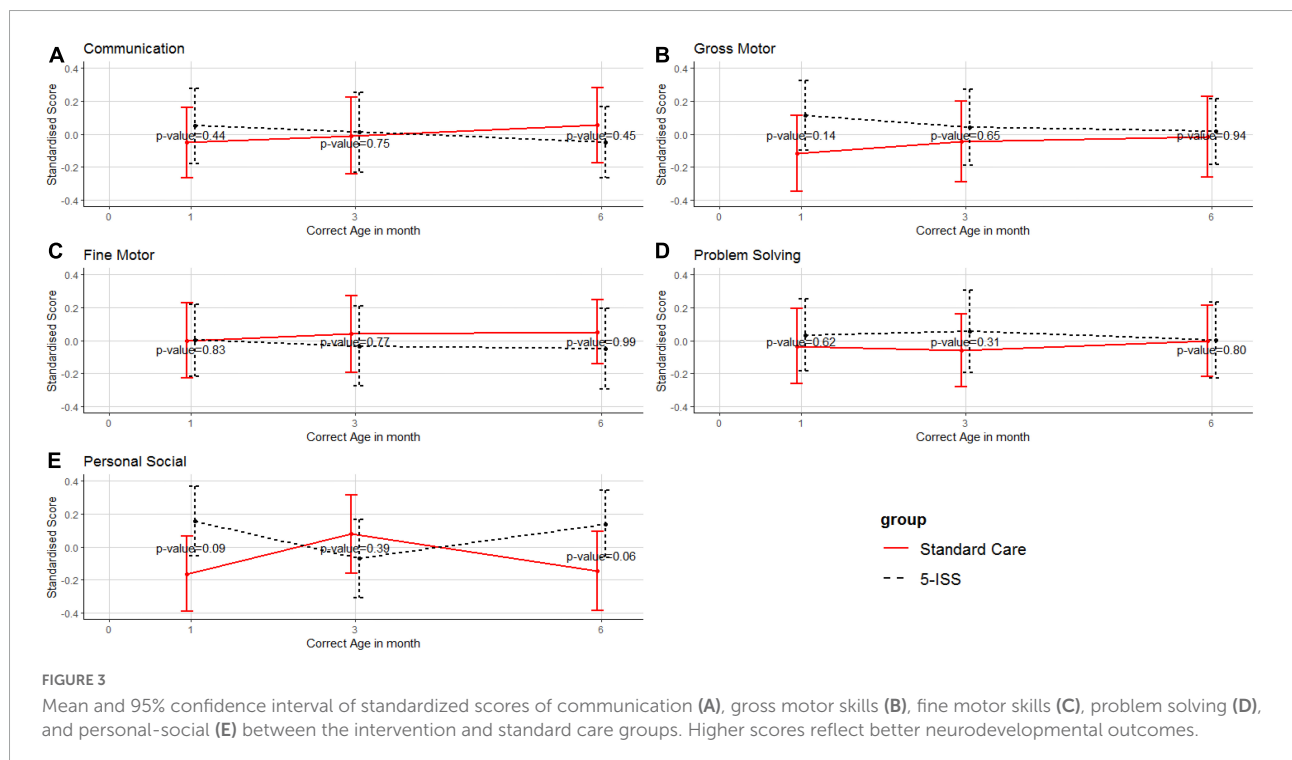 A Communication
Standardised Score
0.4
0.2
0.0
-0.2
-0.4
p-value=0.44
p-value=0.75
p-value=0.45
0 1 3 6
Correct Age in month
B Gross Motor
Standardised Score
0.4
0.2
0.0
-0.2
-0.4
p-value=0.14
p-value=0.65
p-value=0.94
0 1 3 6
Correct Age in month
C Fine Motor
Standardised Score
0.4
0.2
0.0
-0.2
-0.4
p-value=0.83
p-value=0.77
p-value=0.99
0 1 3 6
Correct Age in month
D Problem Solving
Standardised Score
0.4
0.2
0.0
-0.2
-0.4
p-value=0.62
p-value=0.31
p-value=0.80
0 1 3 6
Correct Age in month
E Personal Social
Standardised Score
0.4
0.2
0.0
-0.2
-0.4
p-value=0.09
p-value=0.39
p-value=0.06
0 1 3 6
Correct Age in month
group
Standard Care
5-ISS
FIGURE 3
Mean and 95% confidence interval of standardized scores of communication (A), gross motor skills (B), fine motor skills (C), problem solving (D),
and personal-social (E) between the intervention and standard care groups. Higher scores reflect better neurodevelopmental outcomes.